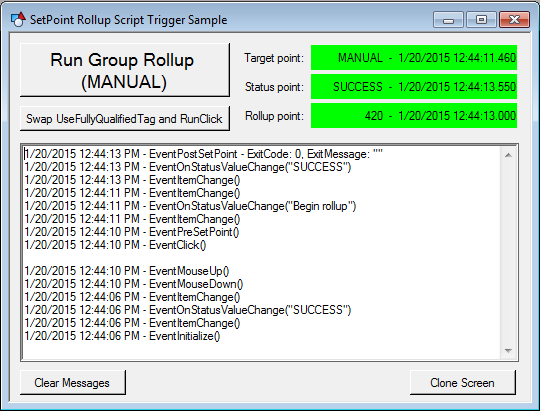 SetPoint Rollup Script Trigger Sample
Run Group Rollup
(MANUAL)
Swap UseFullyQualifiedTag and RunClick
Target point:
MANUAL - 1/20/2015 12:44:11.460
Status point:
SUCCESS - 1/20/2015 12:44:13.550
Rollup point:
420 - 1/20/2015 12:44:13.000
1/20/2015 12:44:13 PM - EventPostSetPoint - ExitCode: 0, ExitMessage: ""
1/20/2015 12:44:13 PM - EventOnStatusValueChange("SUCCESS")
1/20/2015 12:44:13 PM - EventItemChange()
1/20/2015 12:44:11 PM - EventItemChange()
1/20/2015 12:44:11 PM - EventOnStatusValueChange("Begin rollup")
1/20/2015 12:44:11 PM - EventItemChange()
1/20/2015 12:44:10 PM - EventPreSetPoint()
1/20/2015 12:44:10 PM - EventClick()
1/20/2015 12:44:10 PM - EventMouseUp()
1/20/2015 12:44:10 PM - EventMouseDown()
1/20/2015 12:44:06 PM - EventItemChange()
1/20/2015 12:44:06 PM - EventOnStatusValueChange("SUCCESS")
1/20/2015 12:44:06 PM - EventItemChange()
1/20/2015 12:44:06 PM - EventInitialize()
Clear Messages
Clone Screen